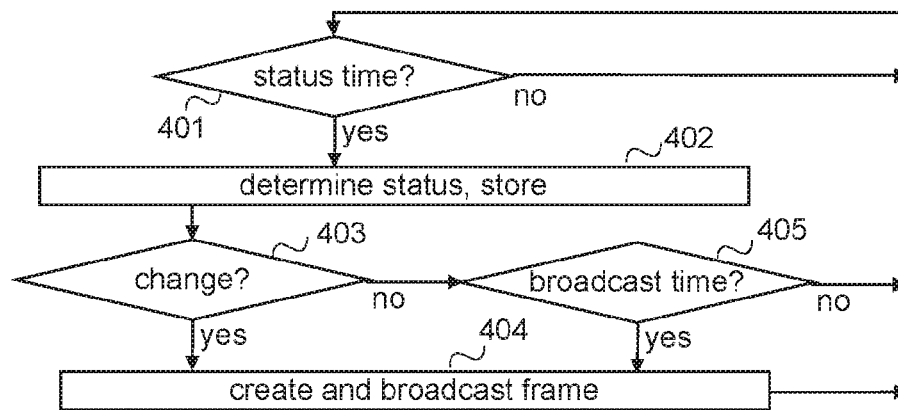 status time?
no
401
yes
402
determine status, store
403
405
change?
no
broadcast time?
no
yes
404
yes
create and broadcast frame